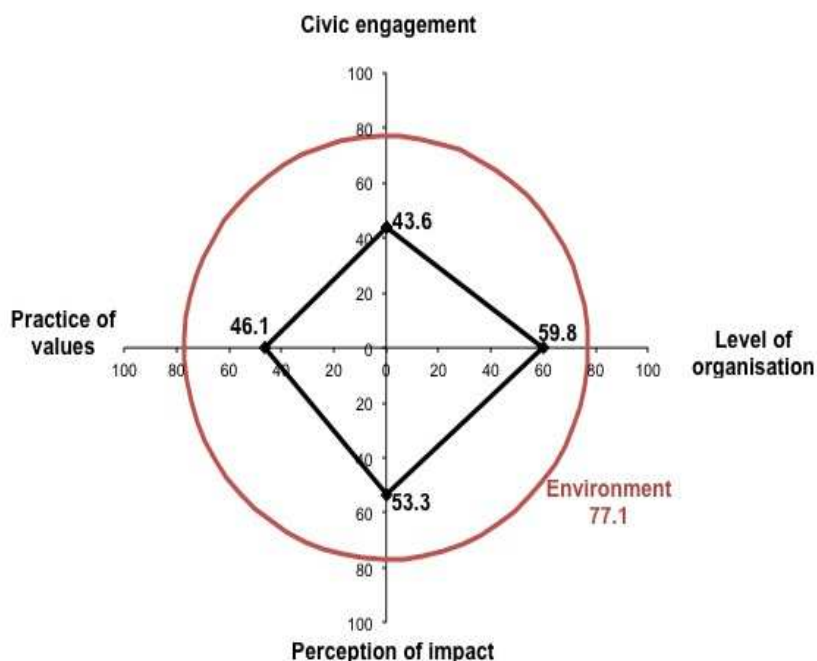 Civic engagement
100
80
60
43.6
40
20
Practice of
values
46.1
59.8
Level of
organisation
100 80 60 40 20 0 0 20 40 60 80 100
20
40
53.3
Environment
77.1
60
80
100
Perception of impact